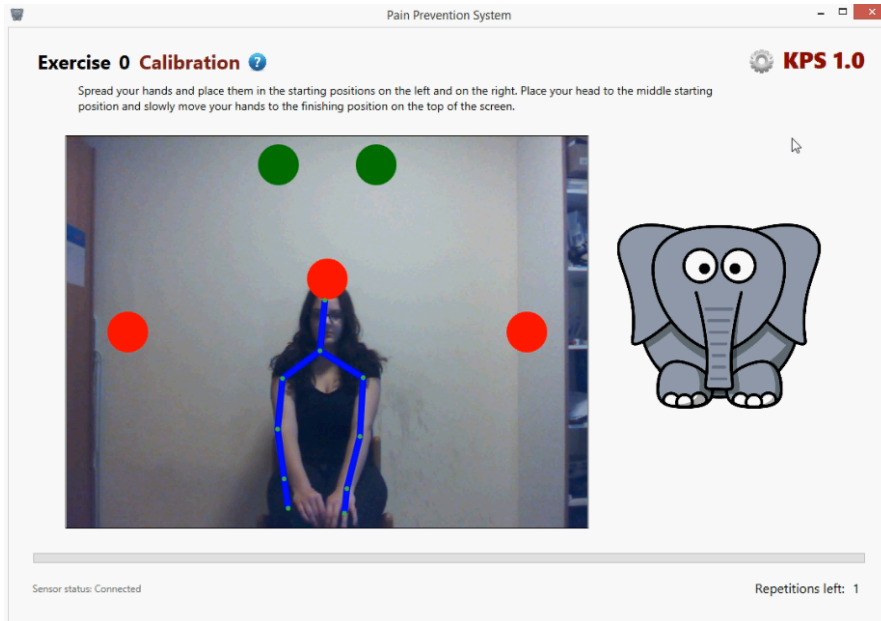 Pain Prevention System
Exercise 0 Calibration ?
KPS 1.0
Spread your hands and place them in the starting positions on the left and on the right. Place your head to the middle starting
position and slowly move your hands to the finishing position on the top of the screen.
Sensor status: Connected
Repetitions left: 1